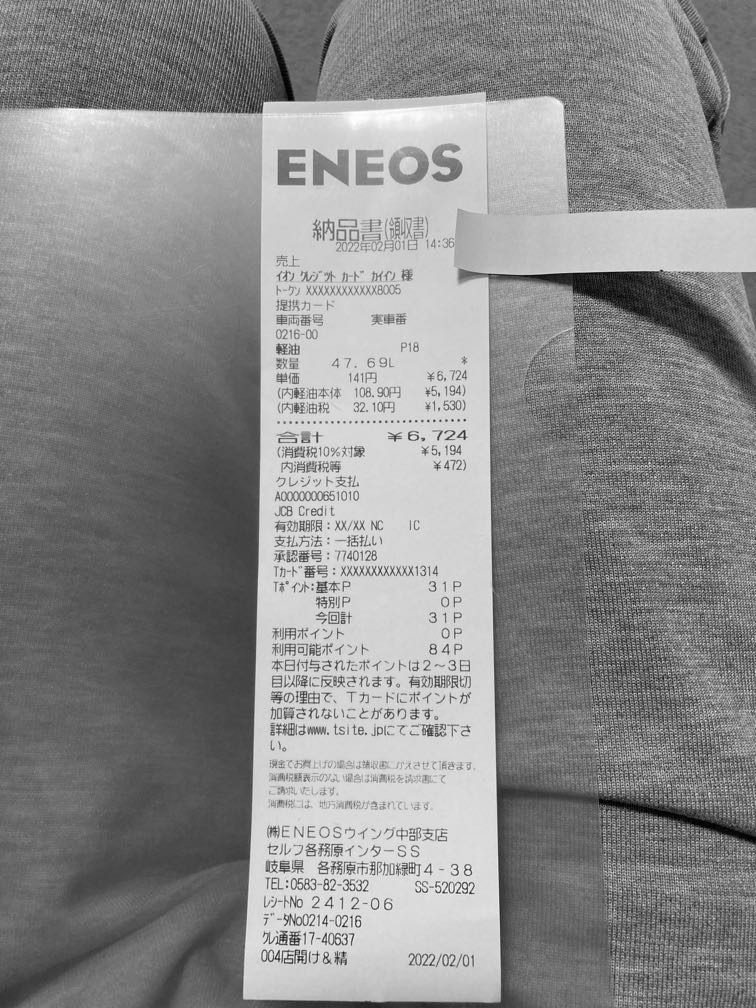 ENEOS
納品書(領収書)
2022年02月01日 14:36
売上
イオン クレジット カード カイイン 様
トークン XXXXXXXXXXXX8005
提携カード
車両番号 実車番
0216-00
軽油 P18
数量 47.69L *
単価 141円 ¥6,724
(内軽油本体 108.90円 ¥5,194)
(内軽油税 32.10円 ¥1,530)
合計 ¥6,724
(消費税10%対象 ¥5,194
内消費税等 ¥472)
クレジット支払
A0000000651010
JCB Credit
有効期限:XX/XX NC IC
支払方法:一括払い
承認番号:7740128
Tカード番号:XXXXXXXXXXXX1314
Tポイント:基本P 31P
特別P 0P
今回計 31P
利用ポイント 0P
利用可能ポイント 84P
本日付与されたポイントは2~3日
目以降に反映されます。有効期限切
等の理由で、Tカードにポイントが
加算されないことがあります。
詳細はwww.tsite.jpにてご確認下さ
い。
現金でお買上げの場合は領収書にかえさせて頂きます。
消費税額表示のない場合は消費税を請求書にて
ご請求いたします。
消費税には、地方消費税が含まれています。
㈱ENEOSウイング中部支店
セルフ各務原インターSS
岐阜県 各務原市那加緑町4-38
TEL:0583-82-3532 SS-520292
レシートNo 2412-06
データNo0214-0216
クレ通番17-40637
004店開け&精 2022/02/01